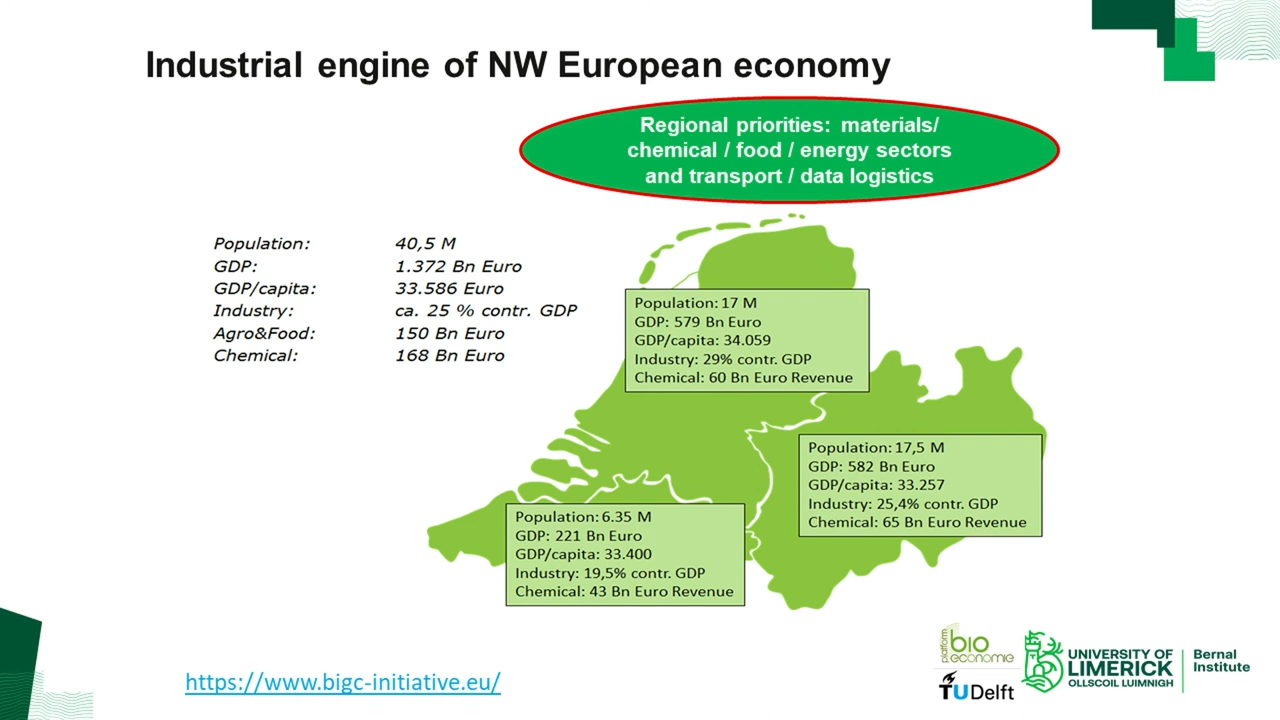 Industrial engine of NW European economy
Regional priorities: materials/
chemical / food / energy sectors
and transport / data logistics
Population: 40,5 M
GDP: 1.372 Bn Euro
GDP/capita: 33.586 Euro
Industry: ca. 25 % contr. GDP
Agro&Food: 150 Bn Euro
Chemical: 168 Bn Euro
Population: 17 M
GDP: 579 Bn Euro
GDP/capita: 34.059
Industry: 29% contr. GDP
Chemical: 60 Bn Euro Revenue
Population: 17,5 M
GDP: 582 Bn Euro
GDP/capita: 33.257
Industry: 25,4% contr. GDP
Chemical: 65 Bn Euro Revenue
Population: 6.35 M
GDP: 221 Bn Euro
GDP/capita: 33.400
Industry: 19,5% contr. GDP
Chemical: 43 Bn Euro Revenue
https://www.bigc-initiative.eu/
platform
bio
economie
TUDelft
UNIVERSITY OF
LIMERICK
OLLSCOIL LUIMNIGH
Bernal
Institute